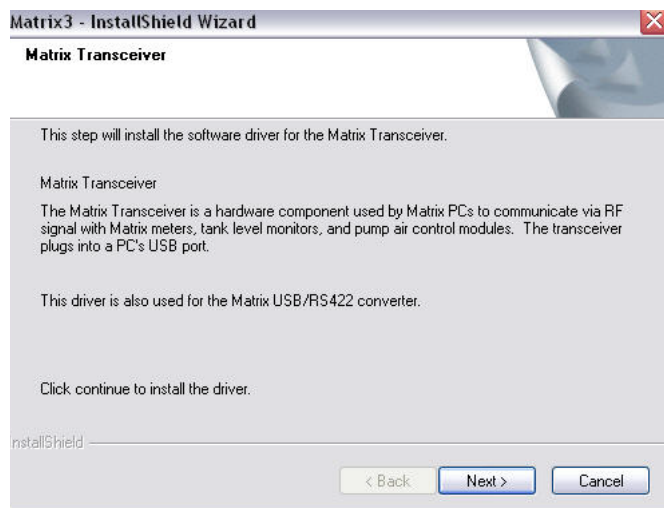 Matrix3 - InstallShield Wizard
Matrix Transceiver
This step will install the software driver for the Matrix Transceiver.
Matrix Transceiver
The Matrix Transceiver is a hardware component used by Matrix PCs to communicate via RF
signal with Matrix meters, tank level monitors, and pump air control modules. The transceiver
plugs into a PC's USB port.
This driver is also used for the Matrix USB/RS422 converter.
Click continue to install the driver.
nstallShield
< Back
Next >
Cancel